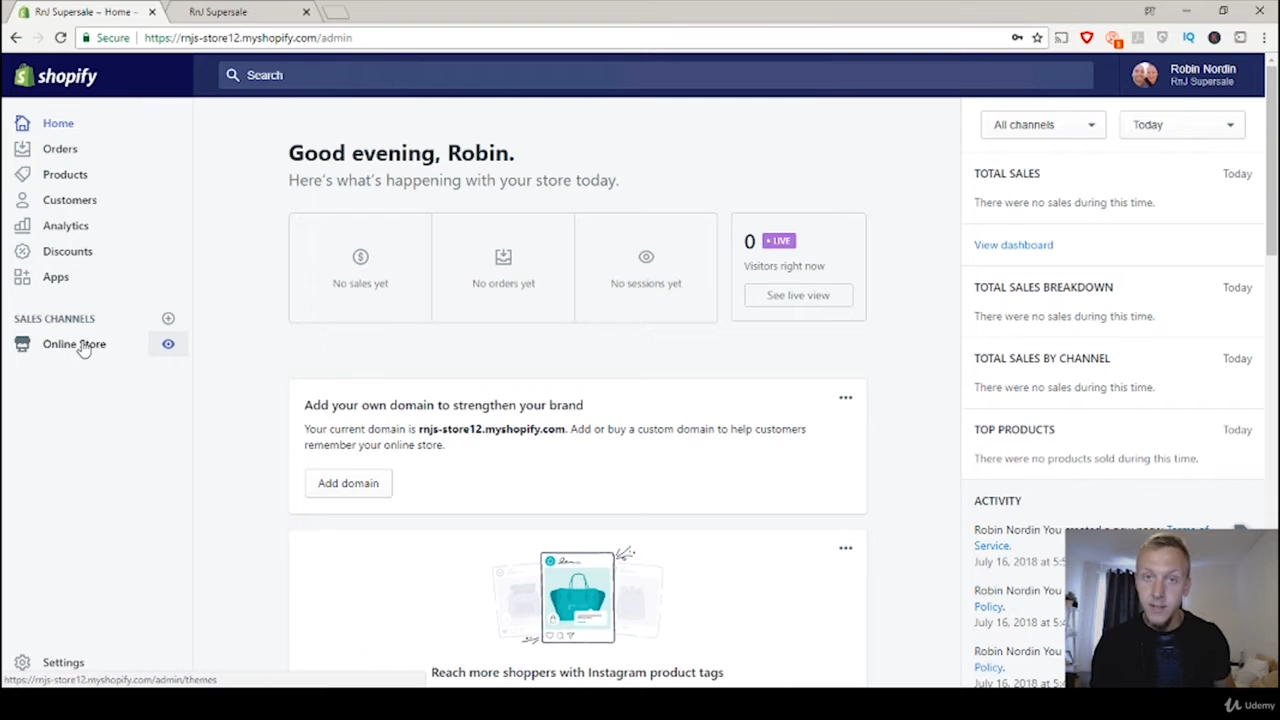 RnJ Supersale ~ Home -
RnJ Supersale
Secure
https://rnjs-store12.myshopify.com/admin
shopify
Search
Robin Nordin
RnJ Supersale
Home
Orders
Products
Customers
Analytics
Discounts
Apps
SALES CHANNELS
Online Store
Settings
https://rnjs-store12.myshopify.com/admin/themes
Good evening, Robin.
Here's what's happening with your store today.
No sales yet
No orders yet
No sessions yet
0 • LIVE
Visitors right now
See live view
Add your own domain to strengthen your brand
Your current domain is rnjs-store12.myshopify.com. Add or buy a custom domain to help customers
remember your online store.
Add domain
Reach more shoppers with Instagram product tags
All channels
Today
TOTAL SALES Today
There were no sales during this time.
View dashboard
TOTAL SALES BREAKDOWN Today
There were no sales during this time.
TOTAL SALES BY CHANNEL Today
There were no sales during this time.
TOP PRODUCTS Today
There were no products sold during this time.
ACTIVITY
Robin Nordin You created a new page: Terms of
Service.
July 16, 2018 at 5:5
Robin Nordin You
Policy.
July 16, 2018 at 5:
Robin Nordin You
Policy.
July 16, 2018 at 5:4
Udemy